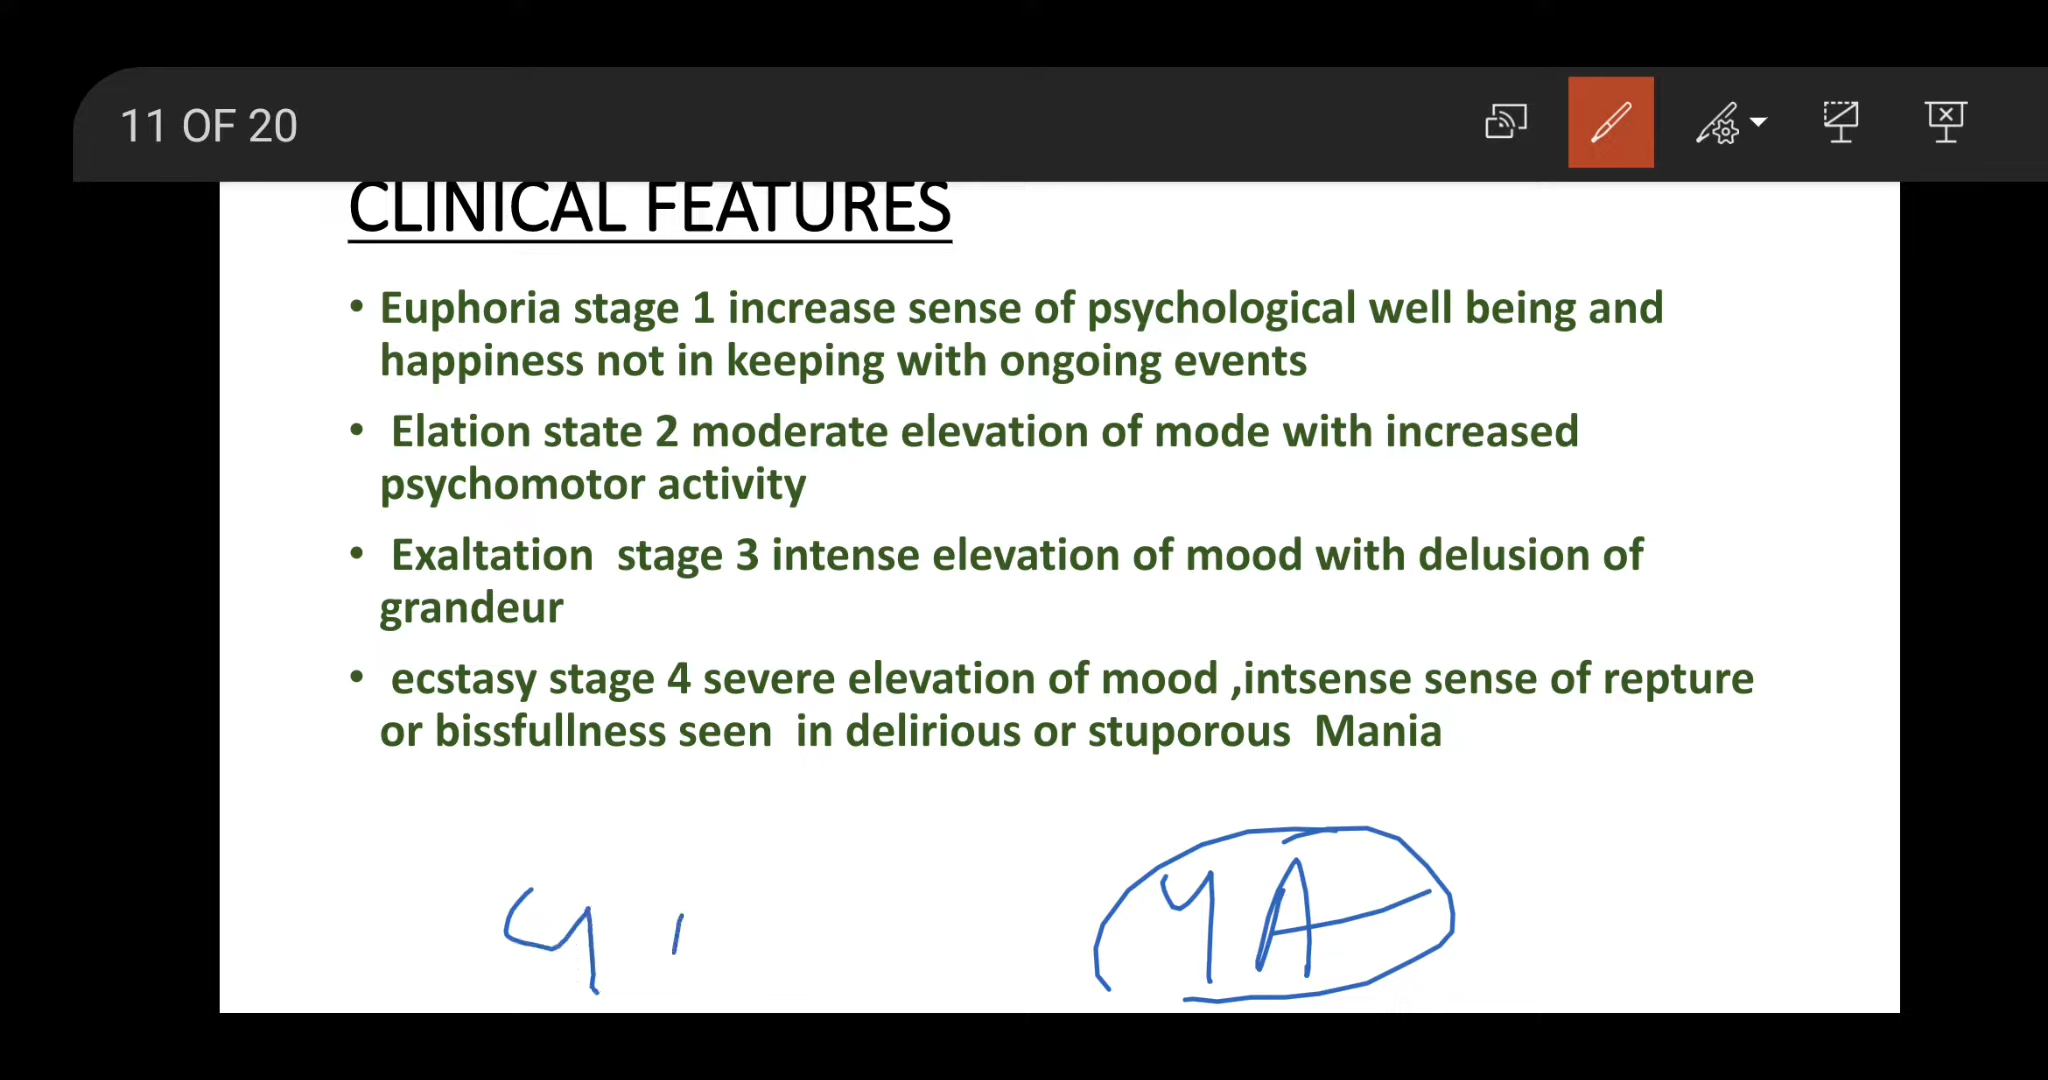 11 OF 20
CLINICAL FEATURES
• Euphoria stage 1 increase sense of psychological well being and
happiness not in keeping with ongoing events
• Elation state 2 moderate elevation of mode with increased
psychomotor activity
• Exaltation stage 3 intense elevation of mood with delusion of
grandeur
• ecstasy stage 4 severe elevation of mood ,intsense sense of repture
or bissfullness seen in delirious or stuporous Mania